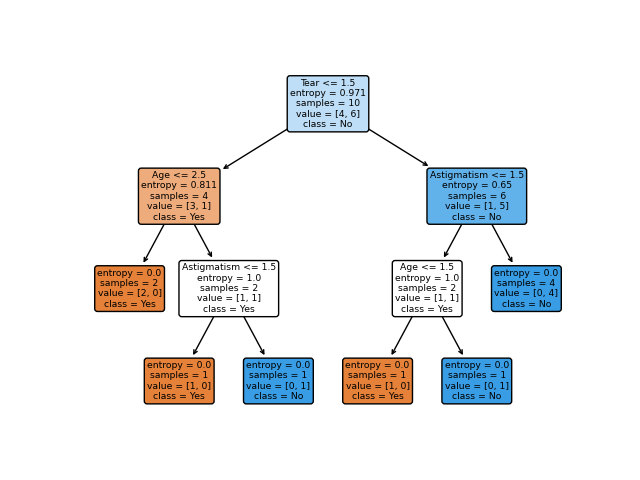 Tear <= 1.5
entropy = 0.971
samples = 10
value = [4, 6]
class = No
Age <= 2.5
entropy = 0.811
samples = 4
value = [3, 1]
class = Yes
Astigmatism <= 1.5
entropy = 0.65
samples = 6
value = [1, 5]
class = No
entropy = 0.0
samples = 2
value = [2, 0]
class = Yes
Astigmatism <= 1.5
entropy = 1.0
samples = 2
value = [1, 1]
class = Yes
Age <= 1.5
entropy = 1.0
samples = 2
value = [1, 1]
class = Yes
entropy = 0.0
samples = 4
value = [0, 4]
class = No
entropy = 0.0
samples = 1
value = [1, 0]
class = Yes
entropy = 0.0
samples = 1
value = [0, 1]
class = No
entropy = 0.0
samples = 1
value = [1, 0]
class = Yes
entropy = 0.0
samples = 1
value = [0, 1]
class = No